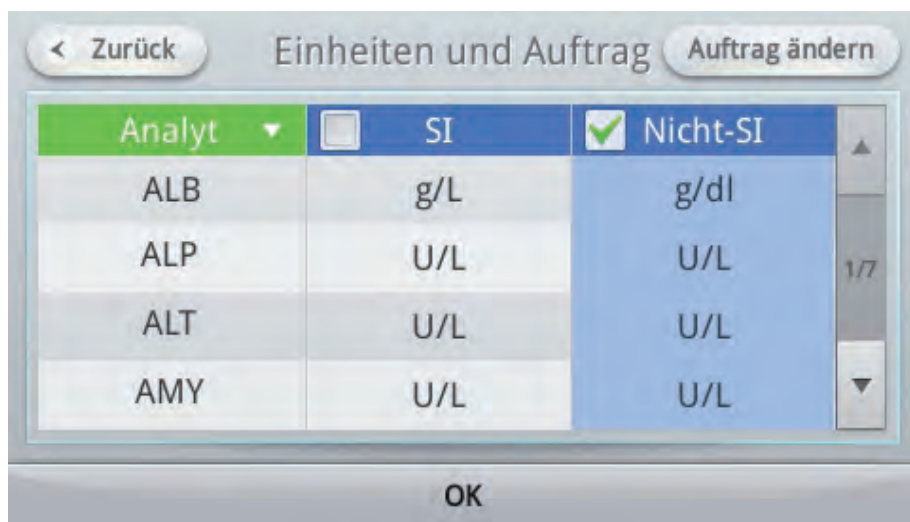 Zurück Einheiten und Auftrag Auftrag ändern
Analyt SI Nicht-SI
ALB g/L g/dl
ALP U/L U/L
1/7
ALT U/L U/L
AMY U/L U/L
OK